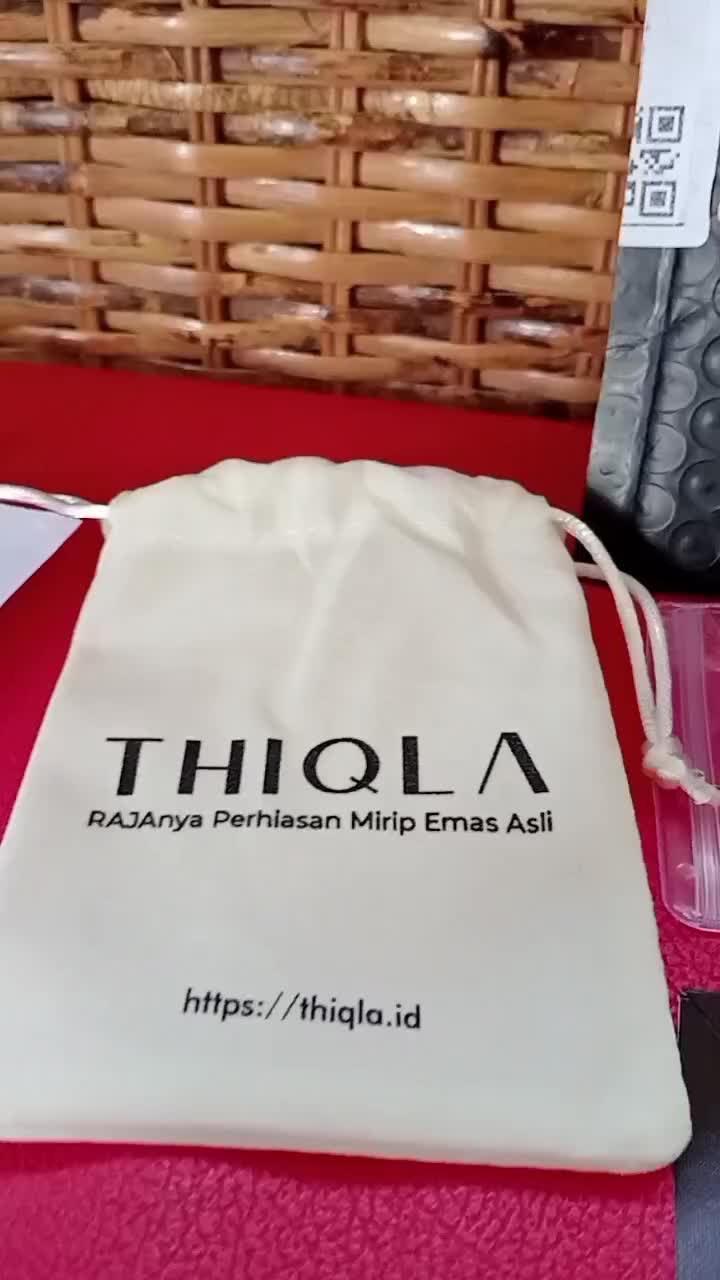 THIQLA
RAJAnya Perhiasan Mirip Emas Asli
https://thiqla.id